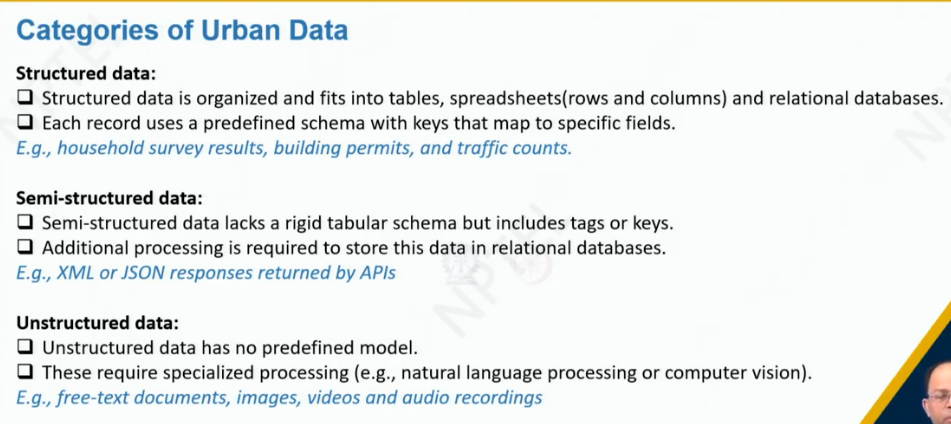 Categories of Urban Data
Structured data:
❑ Structured data is organized and fits into tables, spreadsheets(rows and columns) and relational databases.
❑ Each record uses a predefined schema with keys that map to specific fields.
E.g., household survey results, building permits, and traffic counts.
Semi-structured data:
❑ Semi-structured data lacks a rigid tabular schema but includes tags or keys.
❑ Additional processing is required to store this data in relational databases.
E.g., XML or JSON responses returned by APIs
Unstructured data:
❑ Unstructured data has no predefined model.
❑ These require specialized processing (e.g., natural language processing or computer vision).
E.g., free-text documents, images, videos and audio recordings